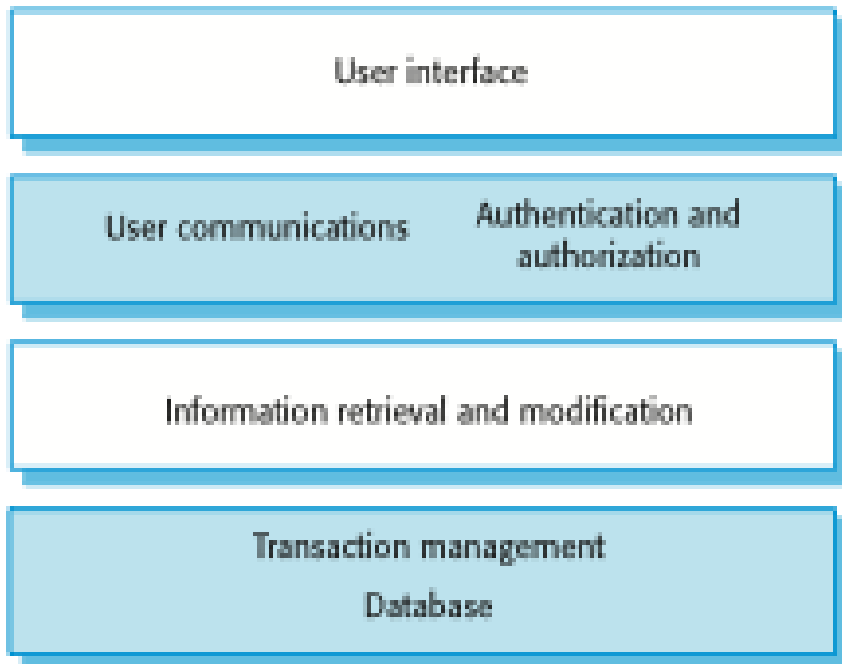 User interface
User communications
Authentication and
authorization
Information retrieval and modification
Transaction management
Database